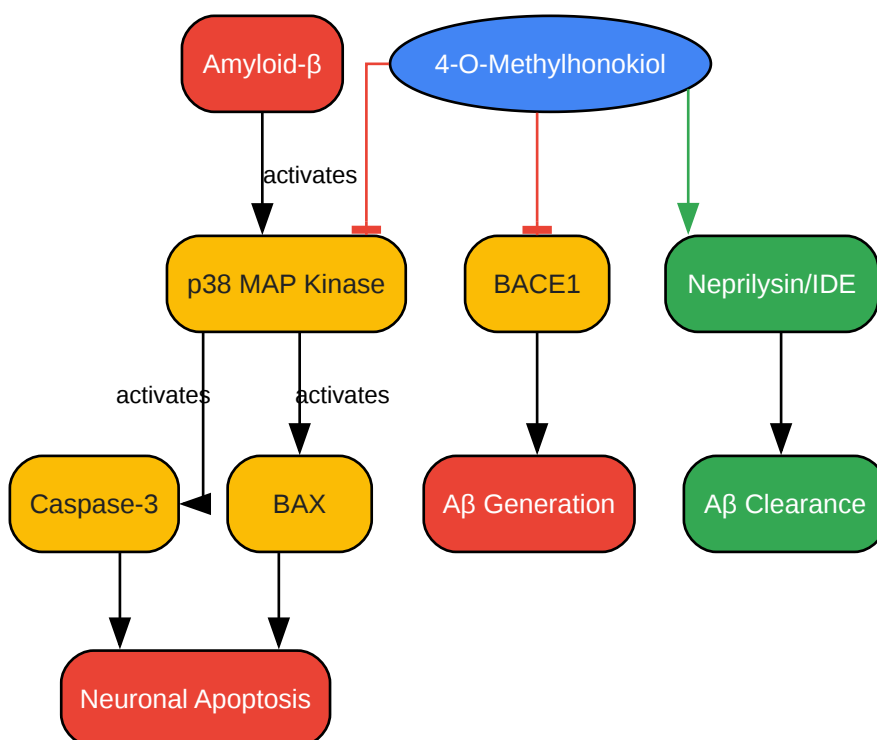 Amyloid-β
4-O-Methylhonokiol
activates
p38 MAP Kinase
BACE1
Neprilysin/IDE
activates
activates
Caspase-3
BAX
Aβ Generation
Aβ Clearance
Neuronal Apoptosis